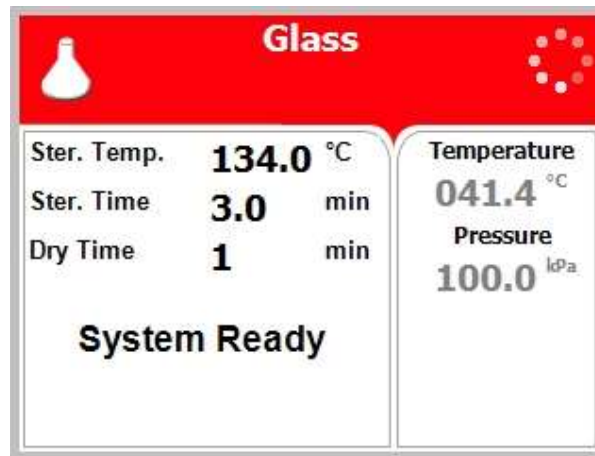 Glass
Ster. Temp. 134.0 °C
Ster. Time 3.0 min
Dry Time 1 min
System Ready
Temperature
041.4 °C
Pressure
100.0 kPa